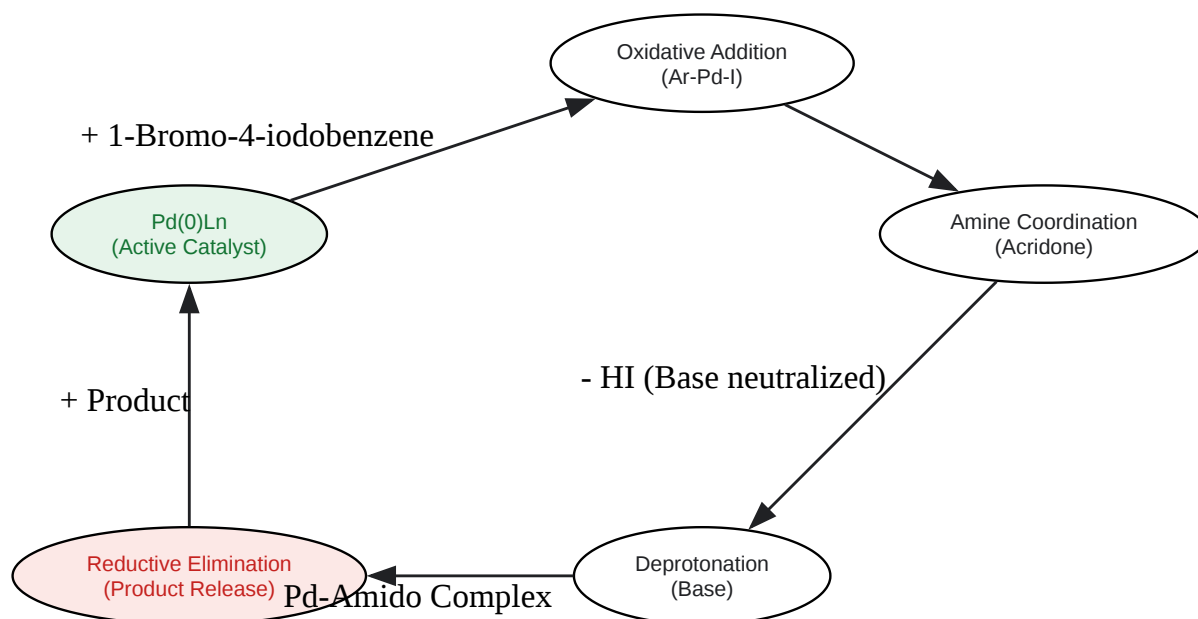 Oxidative Addition
(Ar-Pd-I)
+ 1-Bromo-4-iodobenzene
Pd(0)Ln
(Active Catalyst)
Amine Coordination
(Acridone)
- HI (Base neutralized)
+ Product
Reductive Elimination
(Product Release)
Pd-Amido Complex
Deprotonation
(Base)